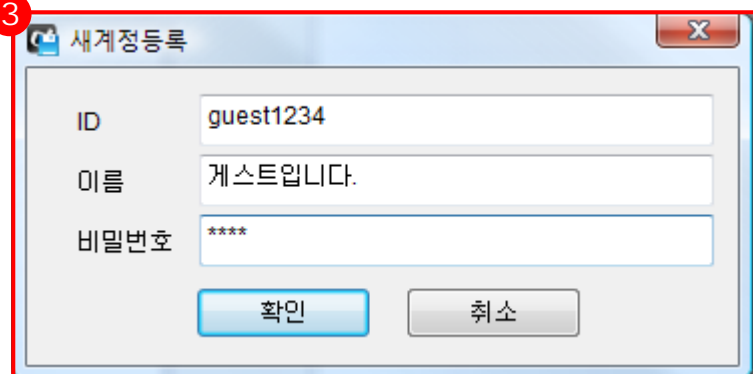 3
새계정등록
ID guest1234
이름 게스트입니다.
비밀번호 ****
확인 취소